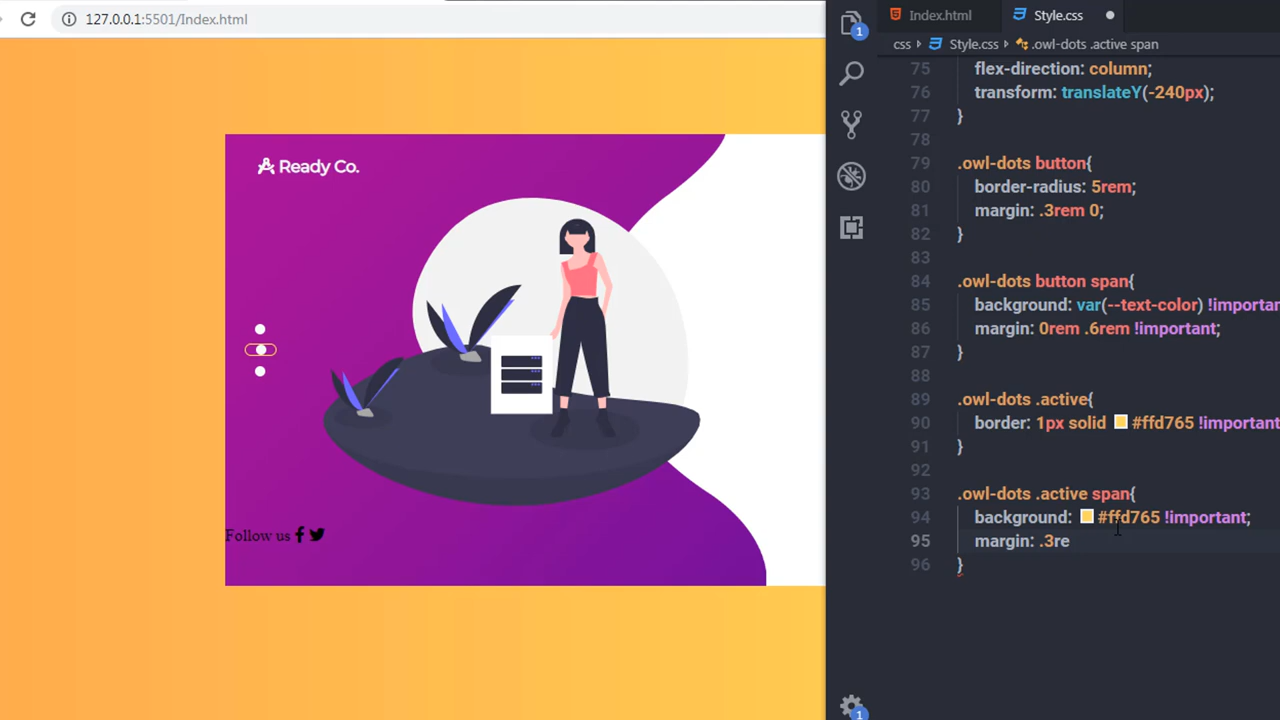 127.0.0.1:5501/Index.html
Ready Co.
Follow us
1
1
Index.html
Style.css
css > Style.css > .owl-dots .active span
75 flex-direction: column;
76 transform: translateY(-240px);
77 }
78
79 .owl-dots button{
80 border-radius: 5rem;
81 margin: .3rem 0;
82 }
83
84 .owl-dots button span{
85 background: var(--text-color) !importan
86 margin: 0rem .6rem !important;
87 }
88
89 .owl-dots .active{
90 border: 1px solid #ffd765 !important
91 }
92
93 .owl-dots .active span{
94 background: #ffd765 !important;
95 margin: .3re
96 }